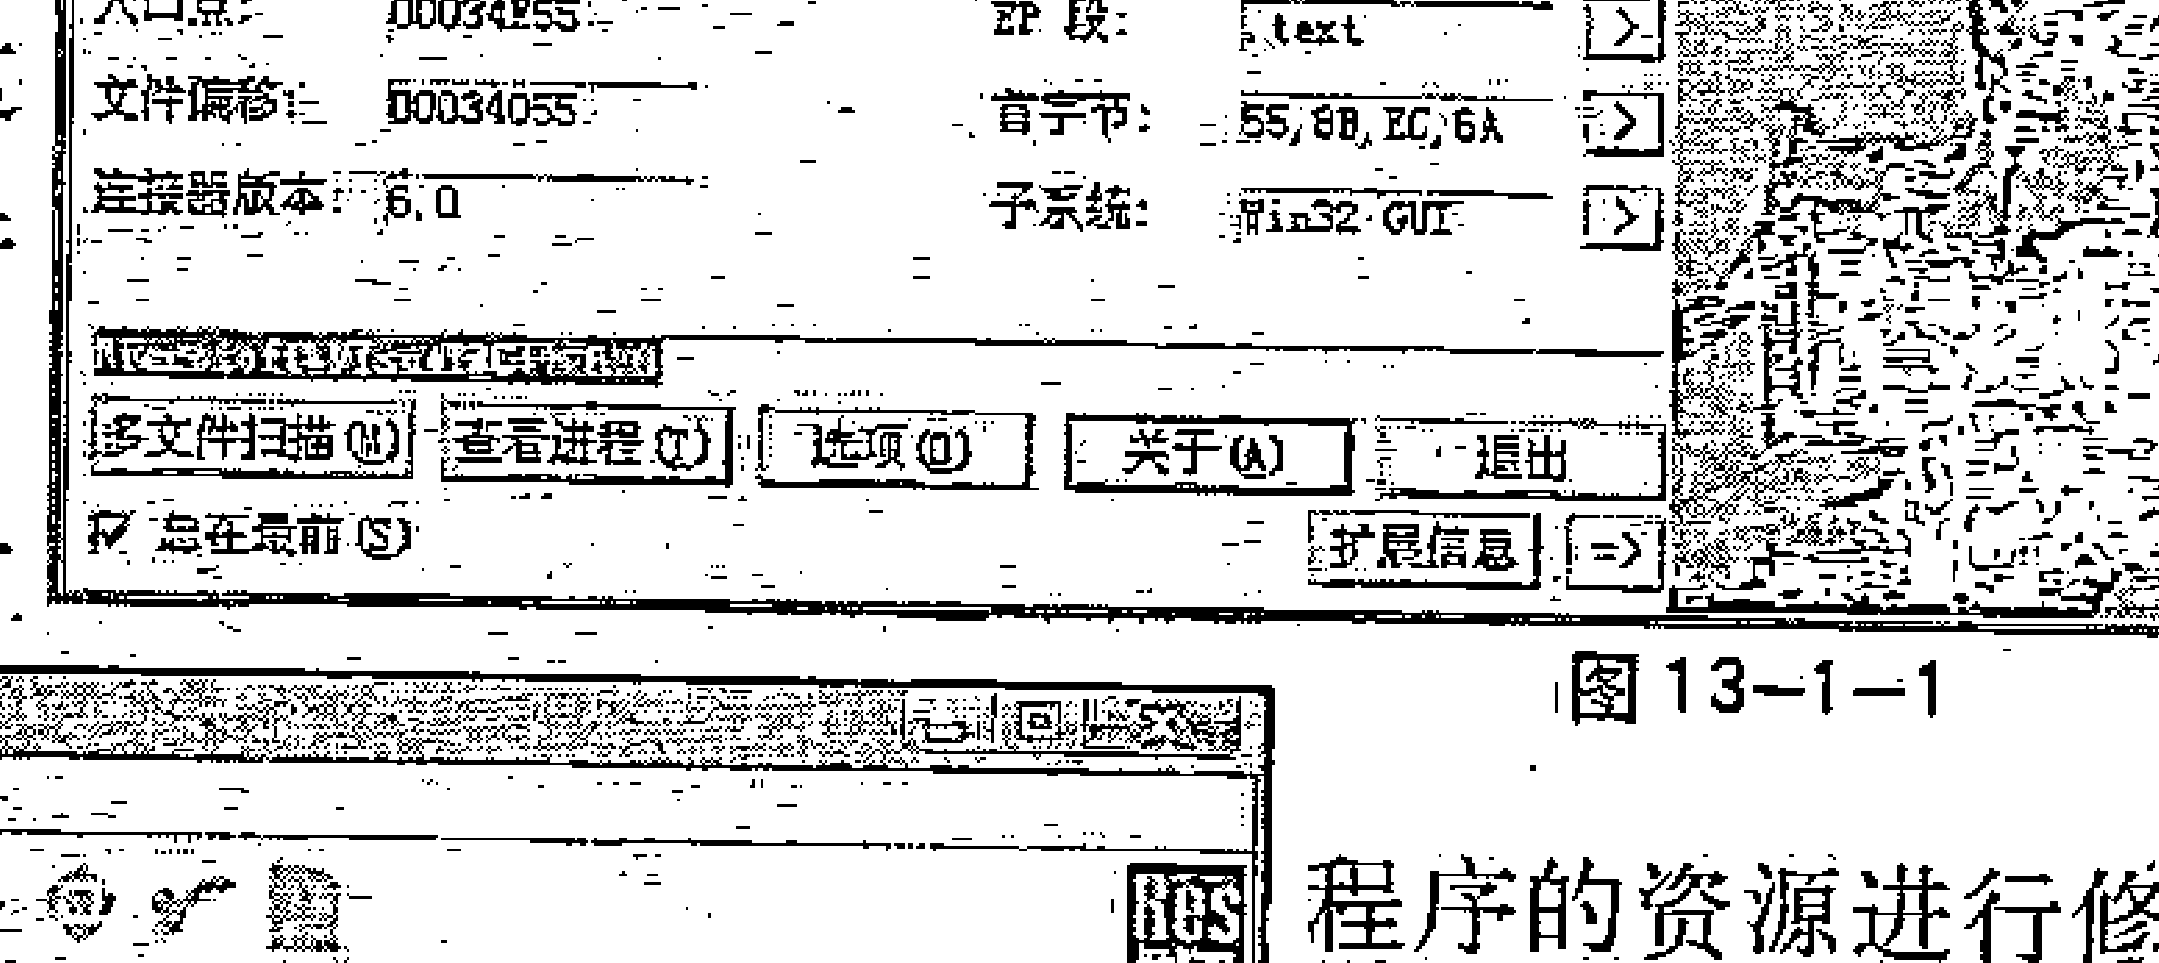 入口点: 00034E55 EP 段: .text >
文件偏移: 00034055 首字节: 55,8B,EC,6A >
连接器版本: 6.0 子系统: Win32 GUI >
多文件扫描(M) 查看进程(T) 选项(O) 关于(A) 退出
总在最前(S) 扩展信息 =>
图 13-1-1
程序的资源进行修